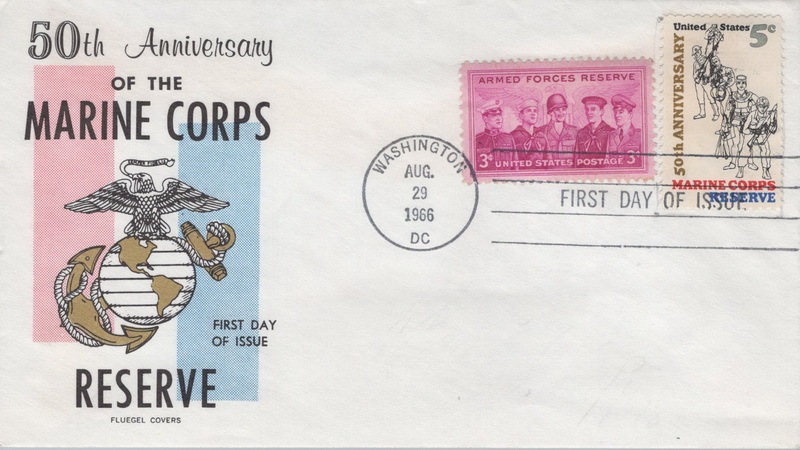 50th Anniversary
OF THE
MARINE CORPS
FIRST DAY
OF ISSUE
RESERVE
FLUEGEL COVERS
WASHINGTON
AUG.
29
1966
DC
ARMED FORCES RESERVE
3¢ UNITED STATES POSTAGE 3¢
United States 5c
50th ANNIVERSARY
MARINE CORPS
RESERVE
FIRST DAY OF ISSUE